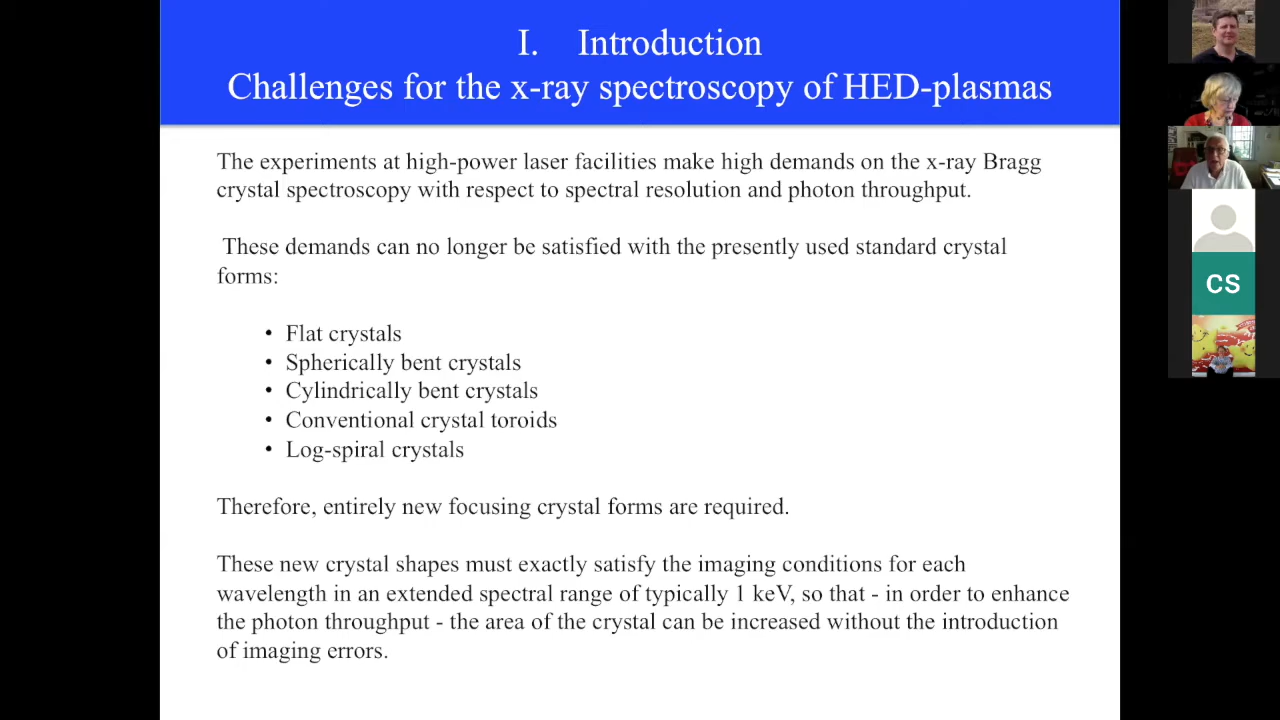 I. Introduction
Challenges for the x-ray spectroscopy of HED-plasmas
The experiments at high-power laser facilities make high demands on the x-ray Bragg
crystal spectroscopy with respect to spectral resolution and photon throughput.
These demands can no longer be satisfied with the presently used standard crystal
forms:
• Flat crystals
• Spherically bent crystals
• Cylindrically bent crystals
• Conventional crystal toroids
• Log-spiral crystals
Therefore, entirely new focusing crystal forms are required.
These new crystal shapes must exactly satisfy the imaging conditions for each
wavelength in an extended spectral range of typically 1 keV, so that - in order to enhance
the photon throughput - the area of the crystal can be increased without the introduction
of imaging errors.
CS